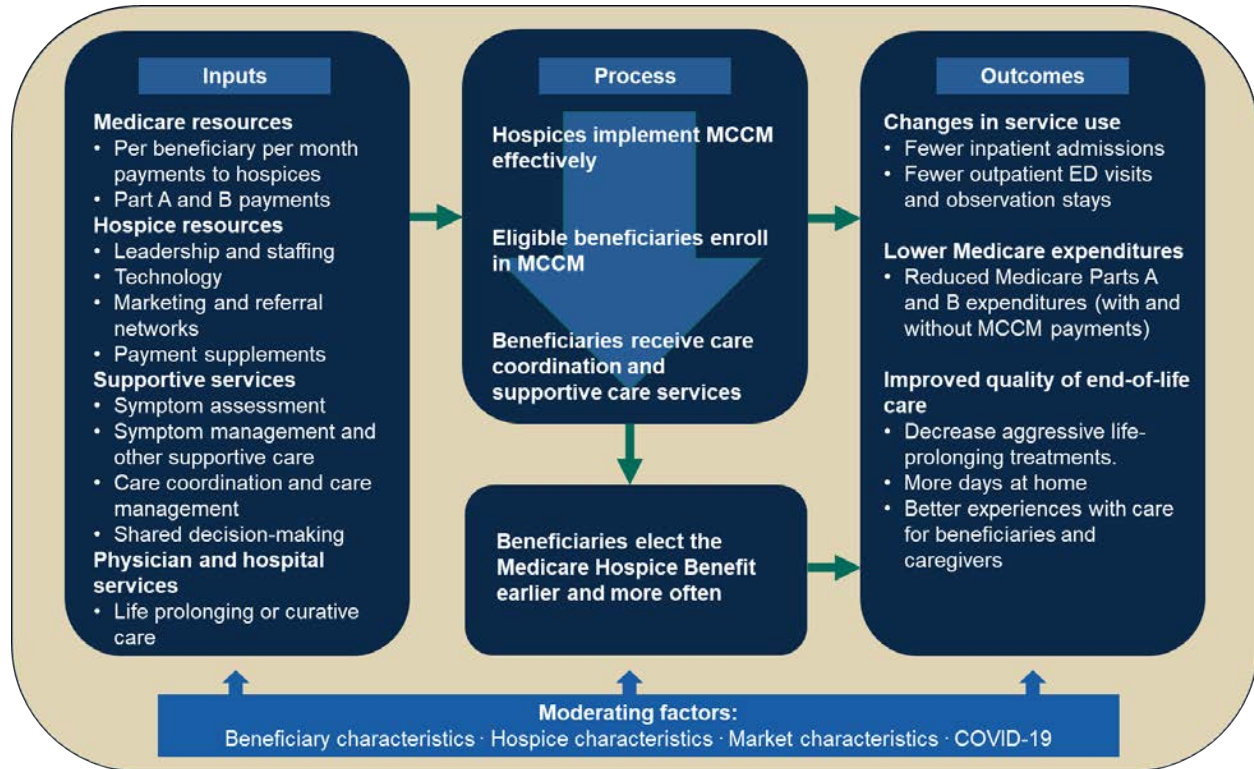 Inputs
Medicare resources
• Per beneficiary per month
payments to hospices
• Part A and B payments
Hospice resources
• Leadership and staffing
• Technology
• Marketing and referral
networks
• Payment supplements
Supportive services
• Symptom assessment
• Symptom management and
other supportive care
• Care coordination and care
management
• Shared decision-making
Physician and hospital
services
• Life prolonging or curative
care
Process
Hospices implement MCCM
effectively
Eligible beneficiaries enroll
in MCCM
Beneficiaries receive care
coordination and
supportive care services
Beneficiaries elect the
Medicare Hospice Benefit
earlier and more often
Outcomes
Changes in service use
• Fewer inpatient admissions
• Fewer outpatient ED visits
and observation stays
Lower Medicare expenditures
• Reduced Medicare Parts A
and B expenditures (with and
without MCCM payments)
Improved quality of end-of-life
care
• Decrease aggressive life-
prolonging treatments.
• More days at home
• Better experiences with care
for beneficiaries and
caregivers
Moderating factors:
Beneficiary characteristics · Hospice characteristics · Market characteristics · COVID-19